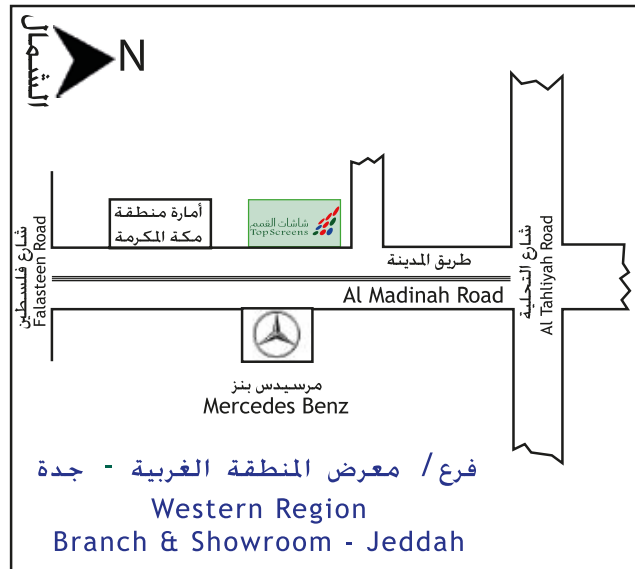 الشمال
N
أمارة منطقة
مكة المكرمة
شاشات القمم
TopScreens
طريق المدينة
Al Madinah Road
شارع فلسطين
Falasteen Road
شارع التحلية
Al Tahliyah Road
مرسيدس بنز
Mercedes Benz
فرع/ معرض المنطقة الغربية - جدة
Western Region
Branch & Showroom - Jeddah